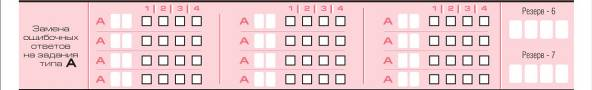 Замена
ошибочных
ответов
на задания
типа А
1 | 2 | 3 | 4
А
А
А
А
1 | 2 | 3 | 4
А
А
А
А
1 | 2 | 3 | 4
А
А
А
А
Резерв - 6
Резерв - 7